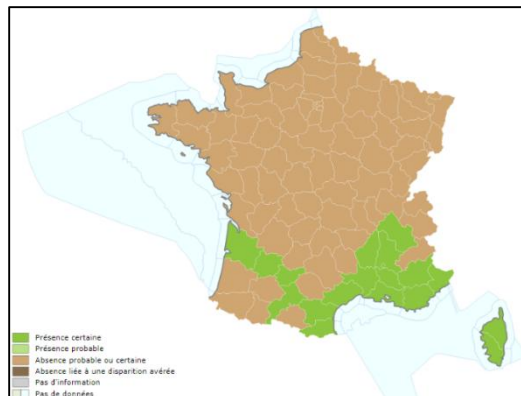 Présence certaine
Présence probable
Absence probable ou certaine
Absence liée à une disparition avérée
Pas d'information
Pas de données